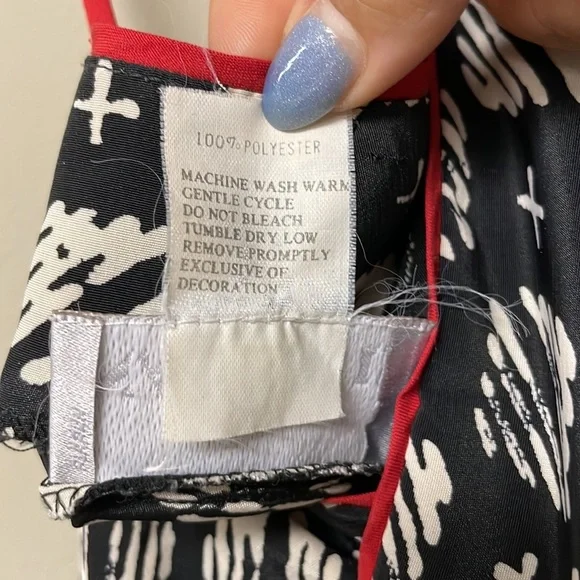 100% POLYESTER
MACHINE WASH WARM
GENTLE CYCLE
DO NOT BLEACH
TUMBLE DRY LOW
REMOVE PROMPTLY
EXCLUSIVE OF
DECORATION